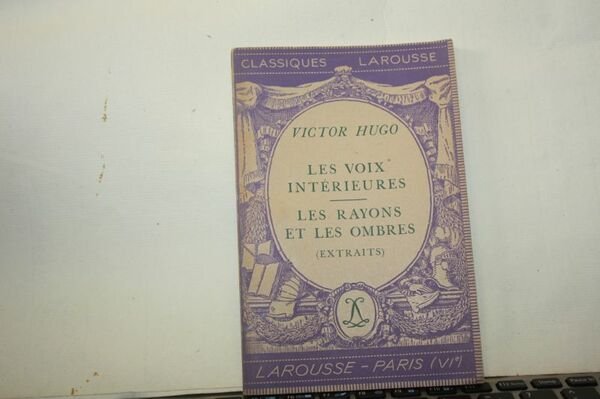 CLASSIQUES LAROUSSE
VICTOR HUGO
LES VOIX
INTÉRIEURES
LES RAYONS
ET LES OMBRES
(EXTRAITS)
LAROUSSE - PARIS (VIᵉ)